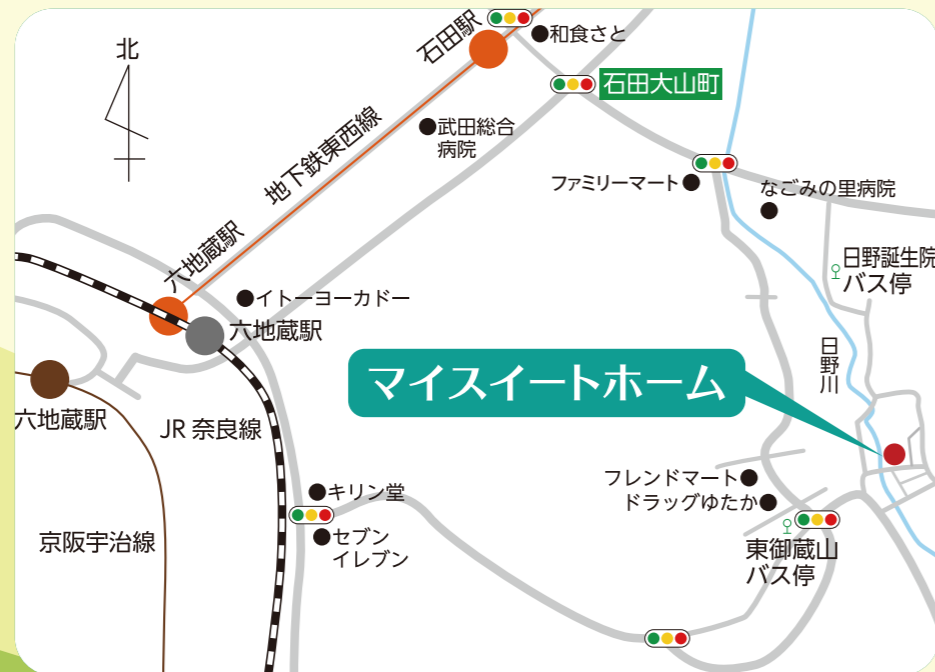 北
石田駅
和食さと
石田大山町
地下鉄東西線
武田総合
病院
ファミリーマート
なごみの里病院
日野誕生院
バス停
六地蔵駅
イトーヨーカドー
六地蔵駅
日野川
マイスイートホーム
六地蔵駅
JR奈良線
フレンドマート
ドラッグゆたか
キリン堂
セブン
イレブン
京阪宇治線
東御蔵山
バス停